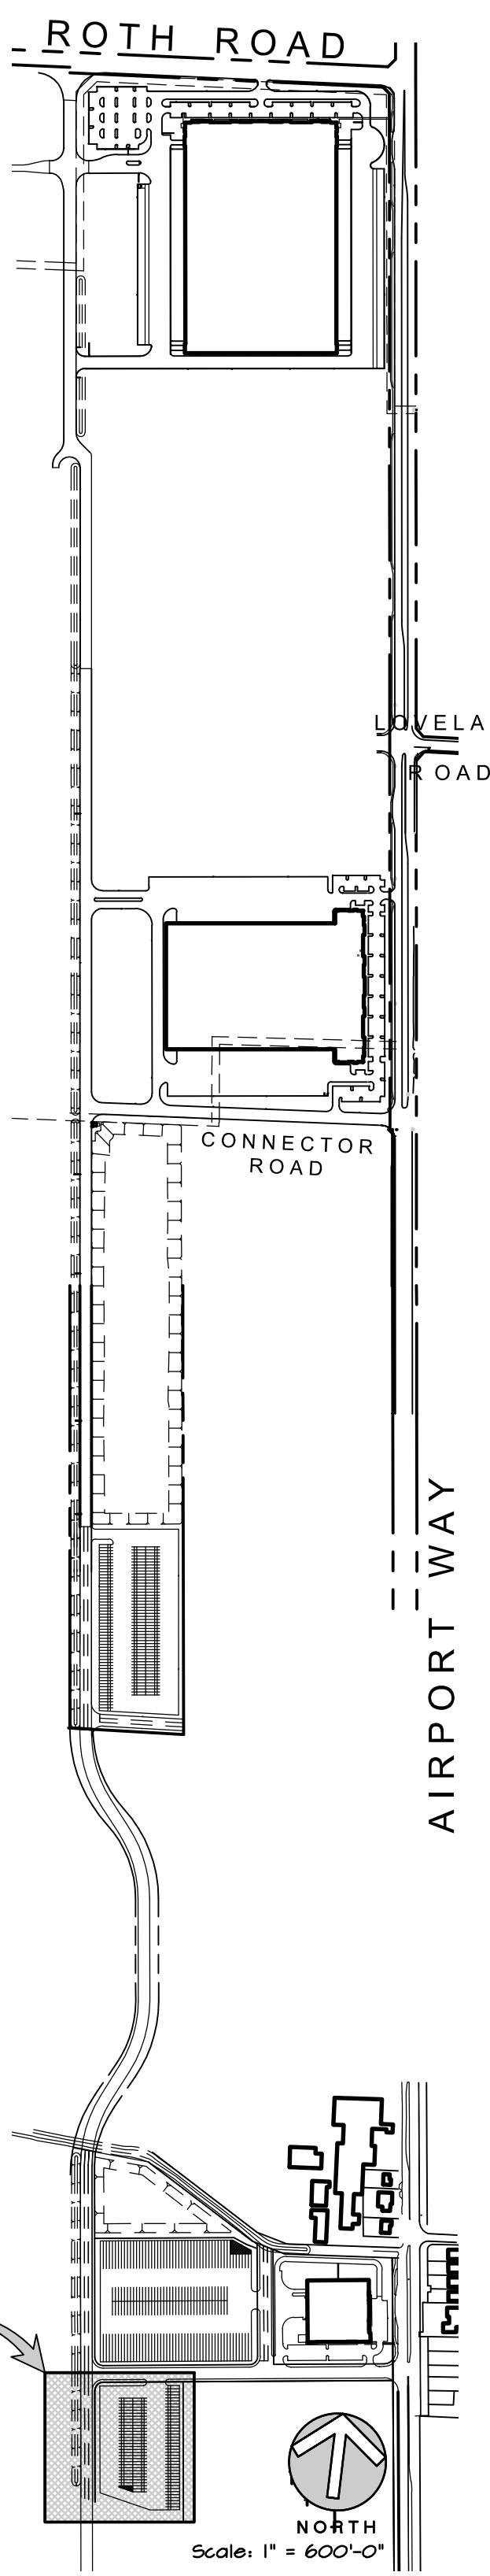 ROTH ROAD
LOVELA
ROAD
CONNECTOR
ROAD
AIRPORT WAY
NORTH
Scale: 1" = 600'-0"